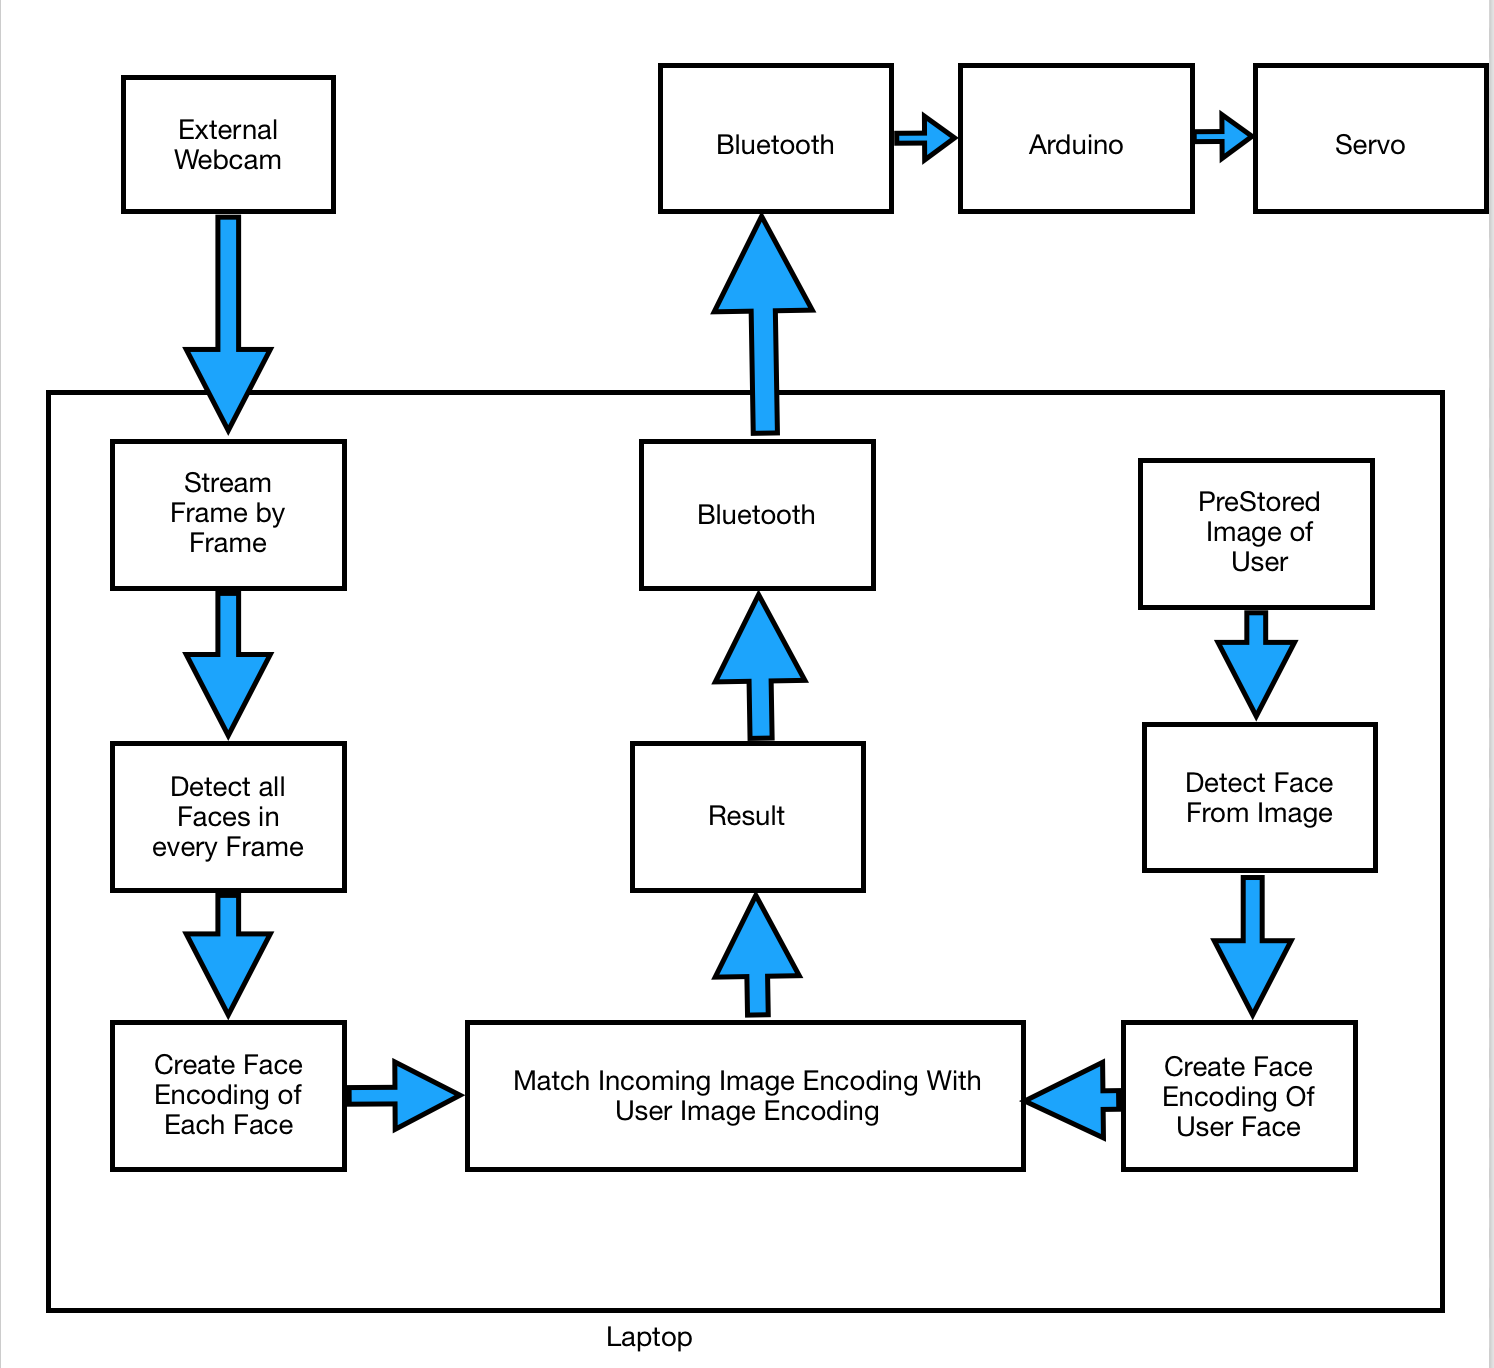 External
Webcam
Bluetooth
Arduino
Servo
Stream
Frame by
Frame
Bluetooth
PreStored
Image of
User
Detect all
Faces in
every Frame
Result
Detect Face
From Image
Create Face
Encoding of
Each Face
Match Incoming Image Encoding With
User Image Encoding
Create Face
Encoding Of
User Face
Laptop